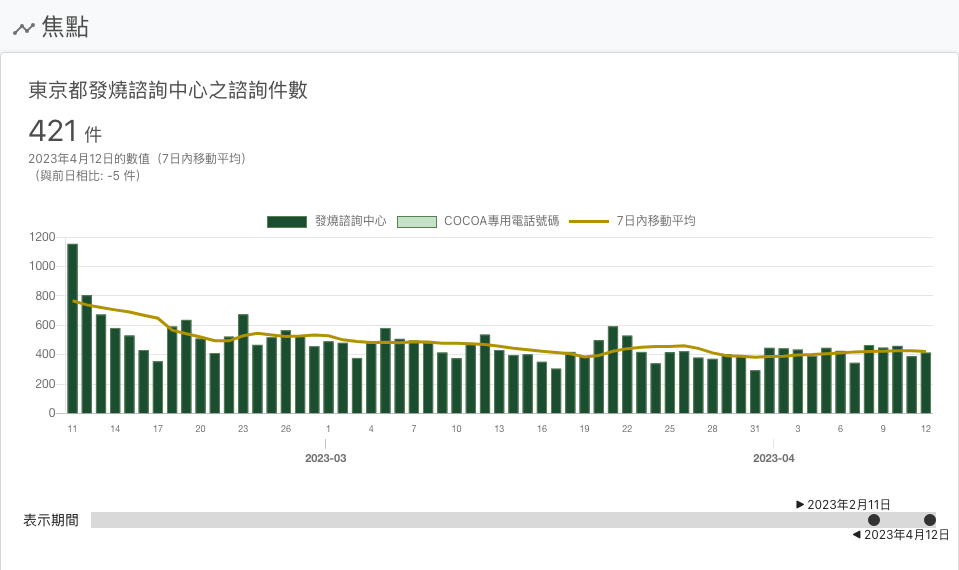 焦點
東京都發燒諮詢中心之諮詢件數
421 件
2023年4月12日的數值（7日內移動平均）
（與前日相比: -5 件）
發燒諮詢中心 COCOA專用電話號碼 7日內移動平均
1200
1000
800
600
400
200
0
11 14 17 20 23 26 1 4 7 10 13 16 19 22 25 28 31 3 6 9 12
2023-03 2023-04
▶ 2023年2月11日
表示期間
◀ 2023年4月12日